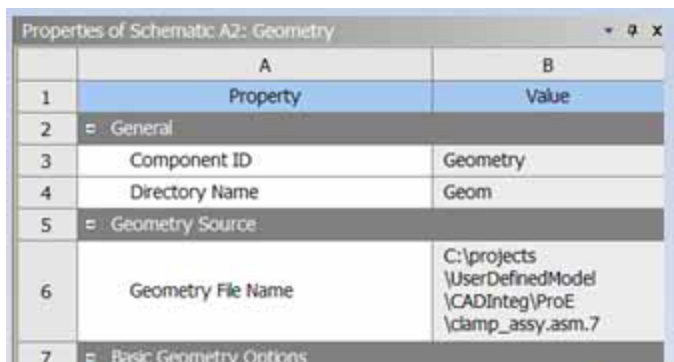 Properties of Schematic A2: Geometry
A B
1 Property Value
2 General
3 Component ID Geometry
4 Directory Name Geom
5 Geometry Source
6 Geometry File Name C:\projects
\UserDefinedModel
\CADInteg\ProE
\clamp_assy.asm.7
7 Basic Geometry Options